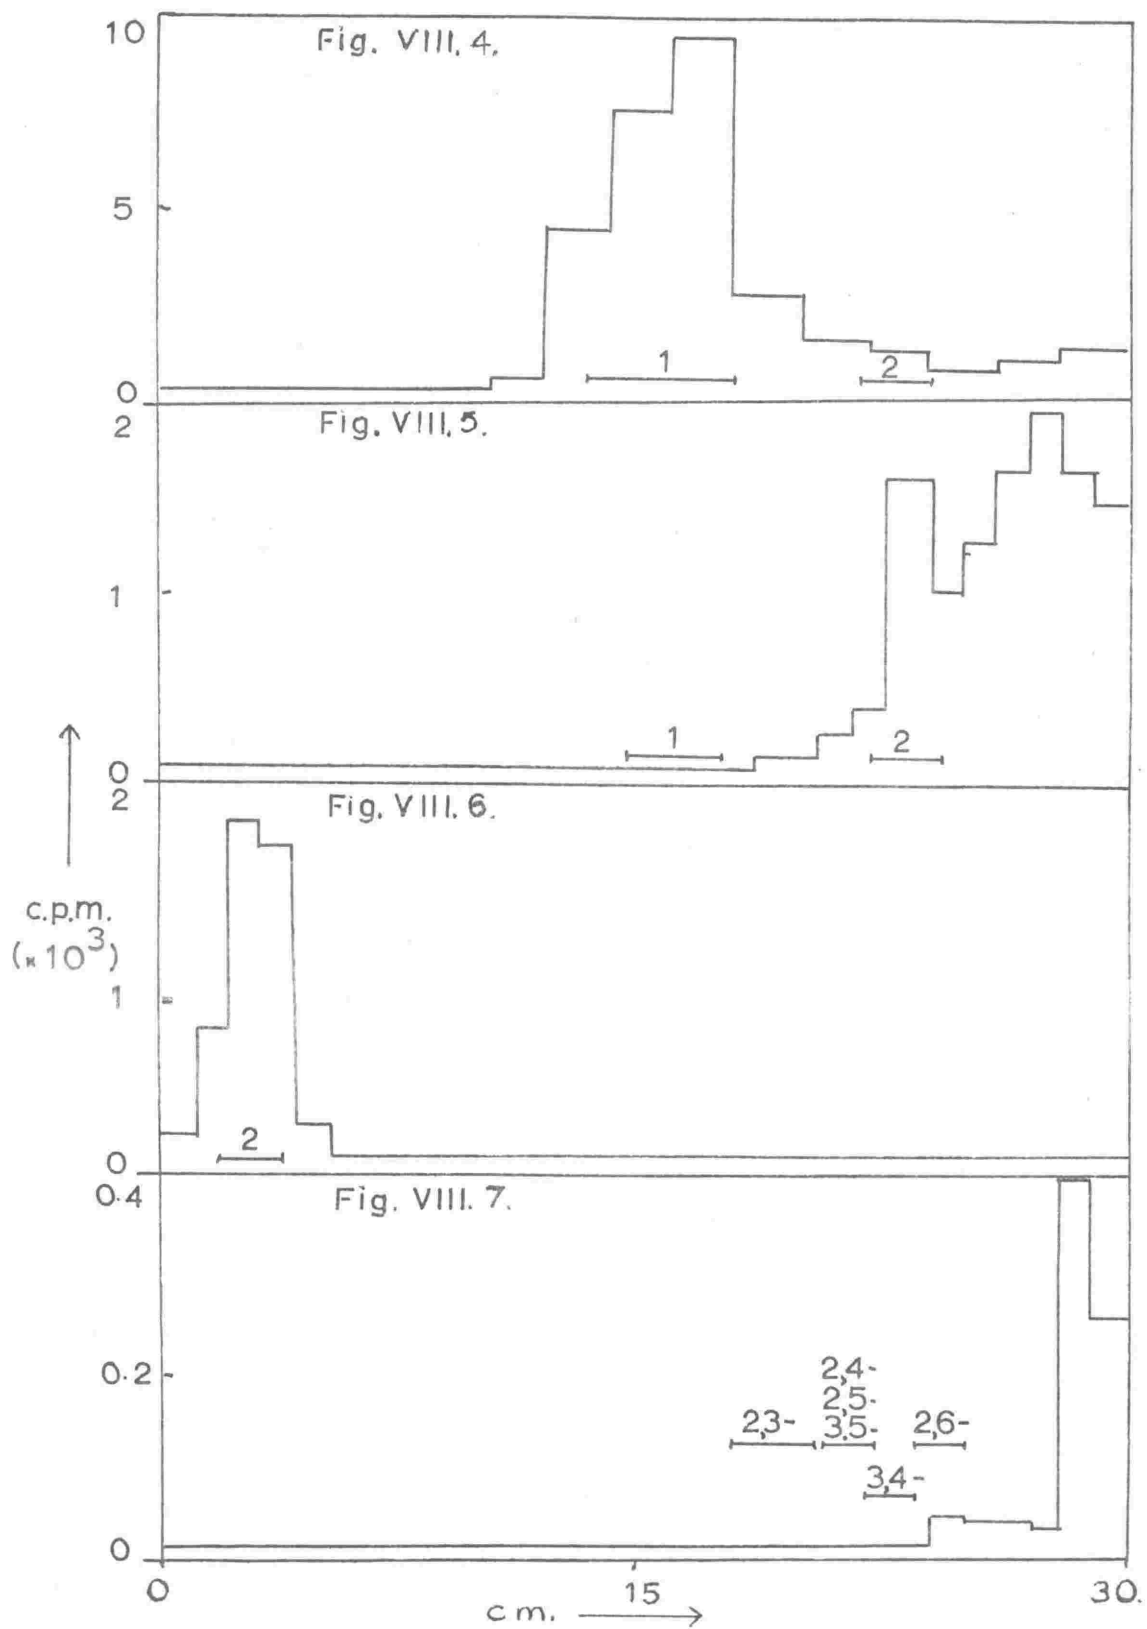 10
Fig. VIII. 4.
5
1
2
0
Fig. VIII. 5.
2
1
1
2
0
2
Fig. VIII. 6.
c.p.m.
(× 10³)
1
2
0
0.4
Fig. VIII. 7.
0.2
2,4-
2,5-
2,3- 3.5- 2,6-
3,4-
0
0 15 30.
cm.